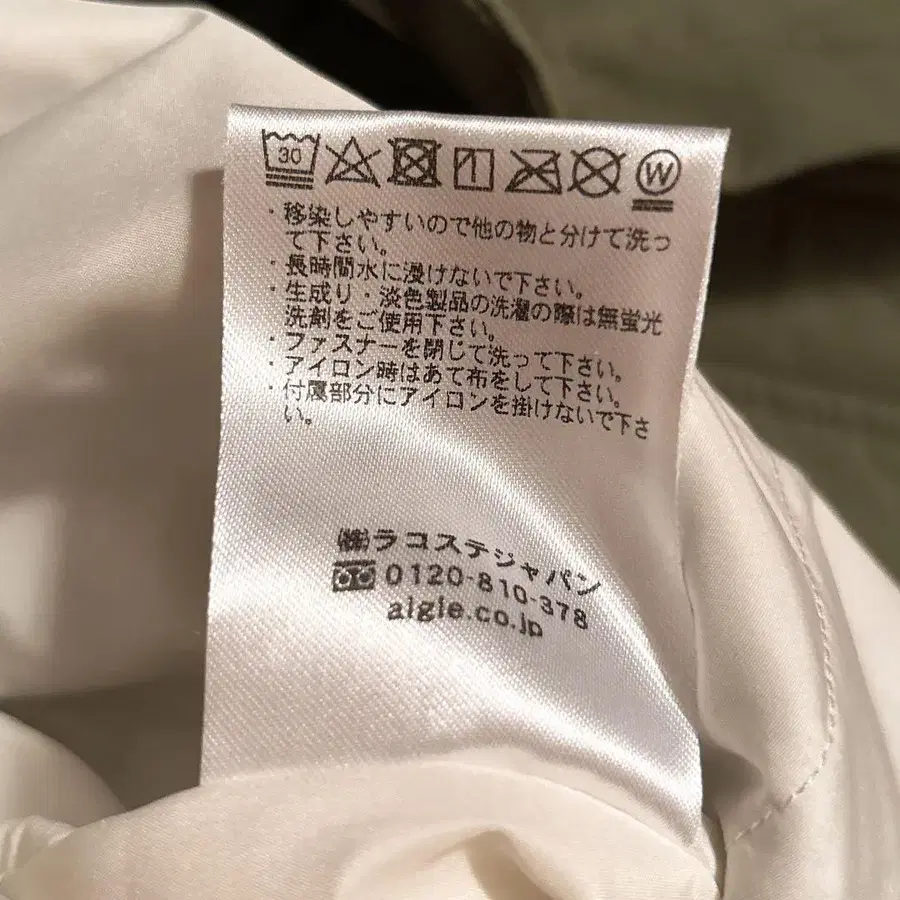 30 W
・移染しやすいので他の物と分けて洗っ
て下さい。
・長時間水に浸けないで下さい。
・生成り・淡色製品の洗濯の際は無蛍光
洗剤をご使用下さい。
・ファスナーを閉じて洗って下さい。
・アイロン時はあて布をして下さい。
・付属部分にアイロンを掛けないで下さ
い。
㈱ラコステジャパン
0120-810-378
aigle.co.jp